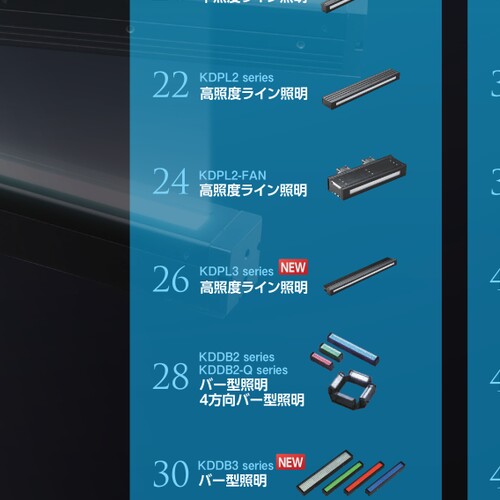 22
KDPL2 series
高照度ライン照明
24
KDPL2-FAN
高照度ライン照明
26
KDPL3 series NEW
高照度ライン照明
28
KDDB2 series
KDDB2-Q series
バー型照明
4方向バー型照明
30
KDDB3 series NEW
バー型照明